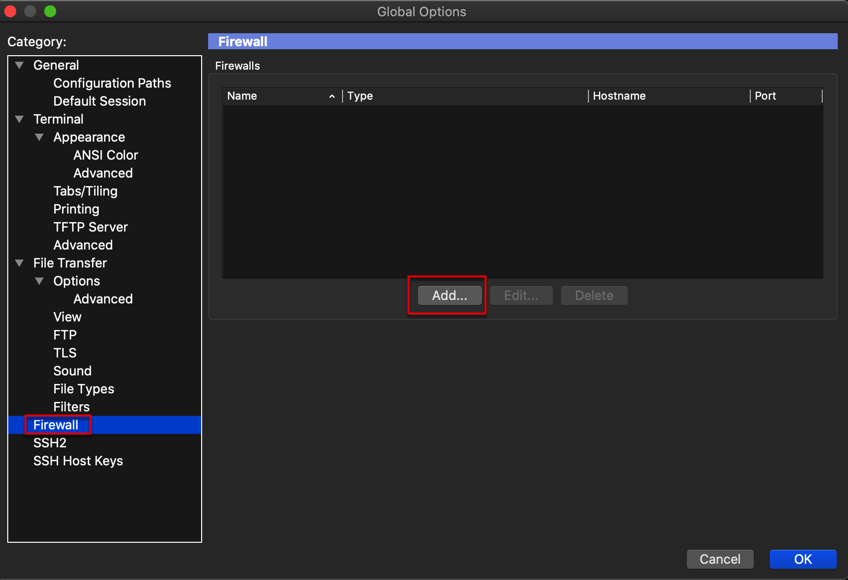 Global Options
Category:
General
Configuration Paths
Default Session
Terminal
Appearance
ANSI Color
Advanced
Tabs/Tiling
Printing
TFTP Server
Advanced
File Transfer
Options
Advanced
View
FTP
TLS
Sound
File Types
Filters
Firewall
SSH2
SSH Host Keys
Firewall
Firewalls
Name Type Hostname Port
Add... Edit... Delete
Cancel OK